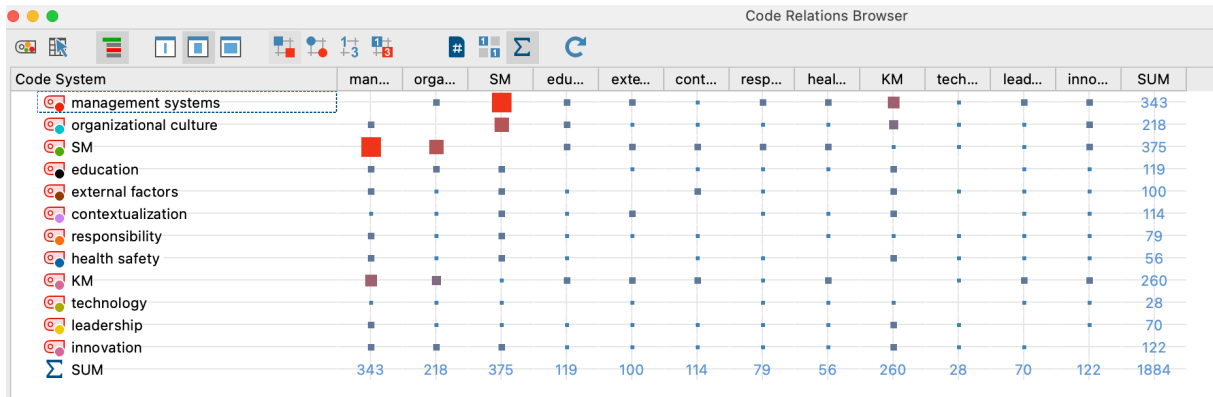 Code Relations Browser
Code System man... orga... SM edu... exte... cont... resp... heal... KM tech... lead... inno... SUM
management systems 343
organizational culture 218
SM 375
education 119
external factors 100
contextualization 114
responsibility 79
health safety 56
KM 260
technology 28
leadership 70
innovation 122
Σ SUM 343 218 375 119 100 114 79 56 260 28 70 122 1884